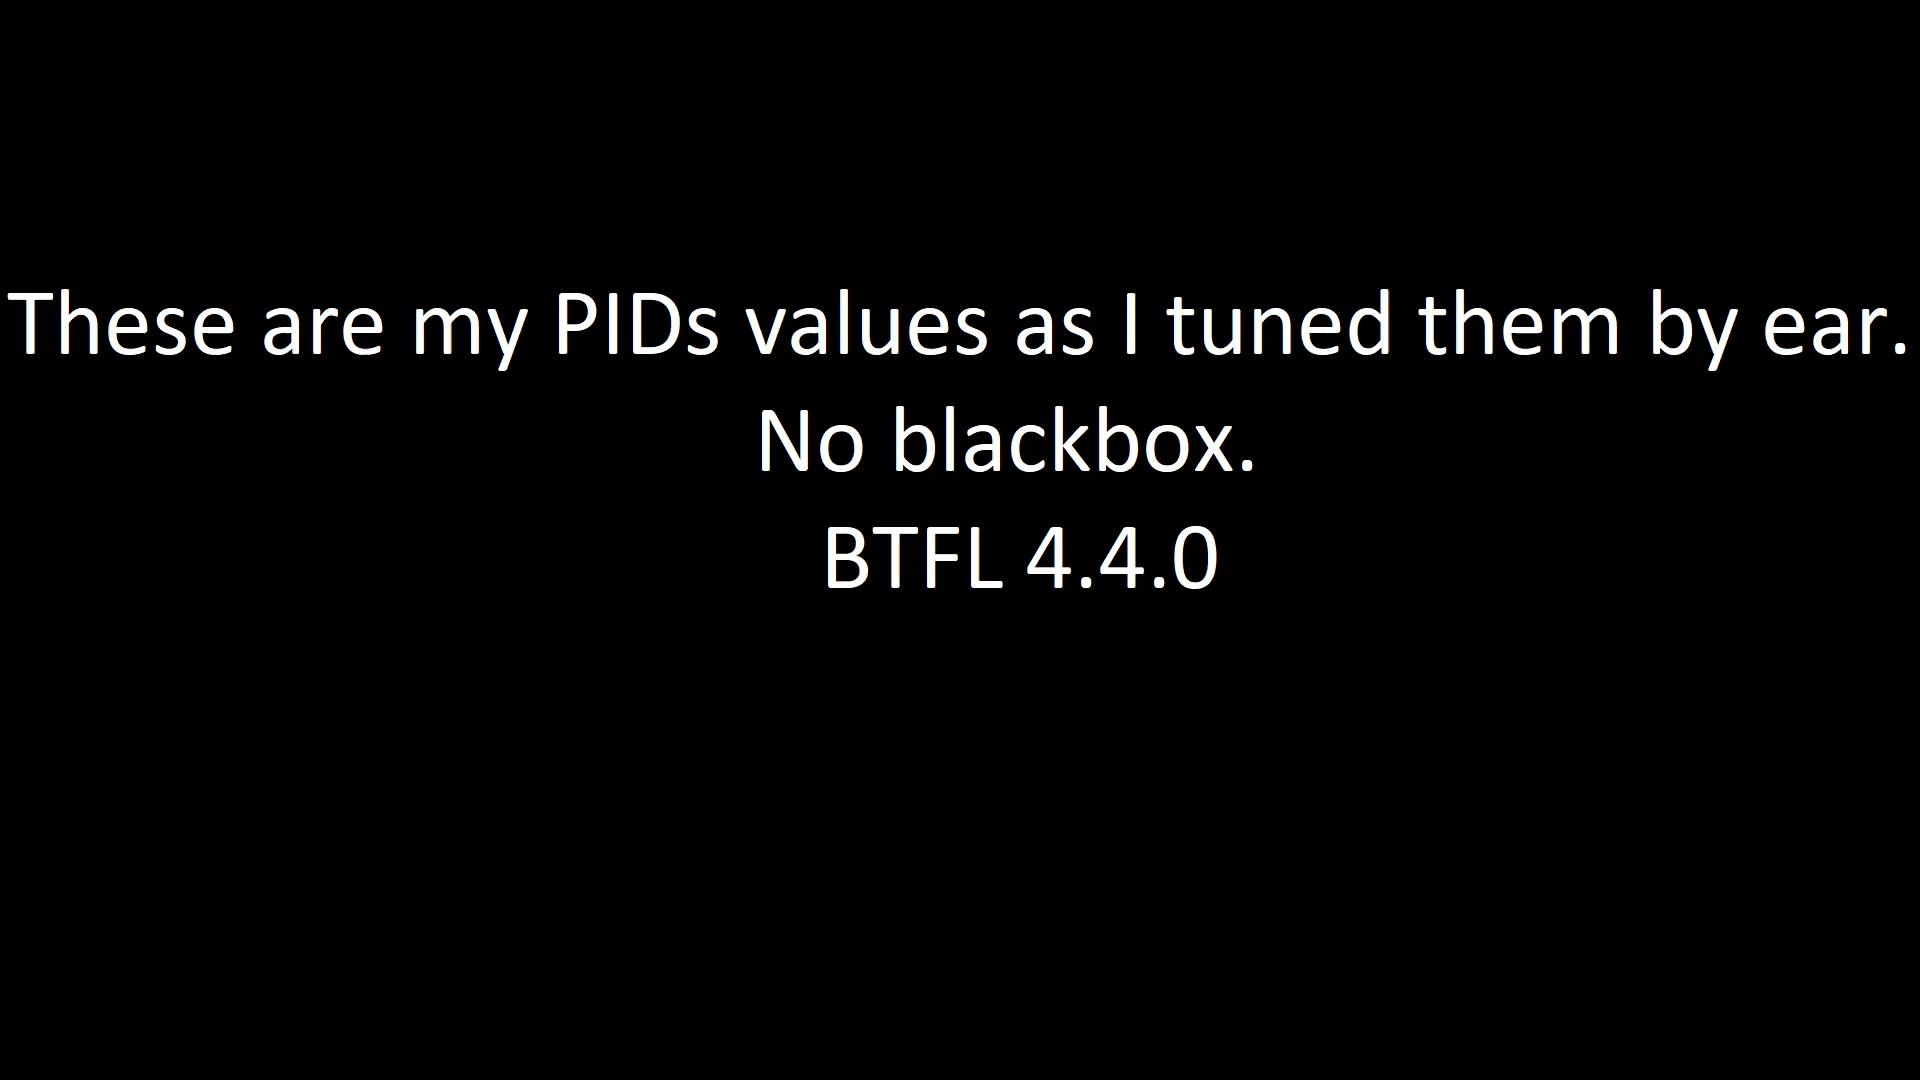 These are my PIDs values as I tuned them by ear.
No blackbox.
BTFL 4.4.0